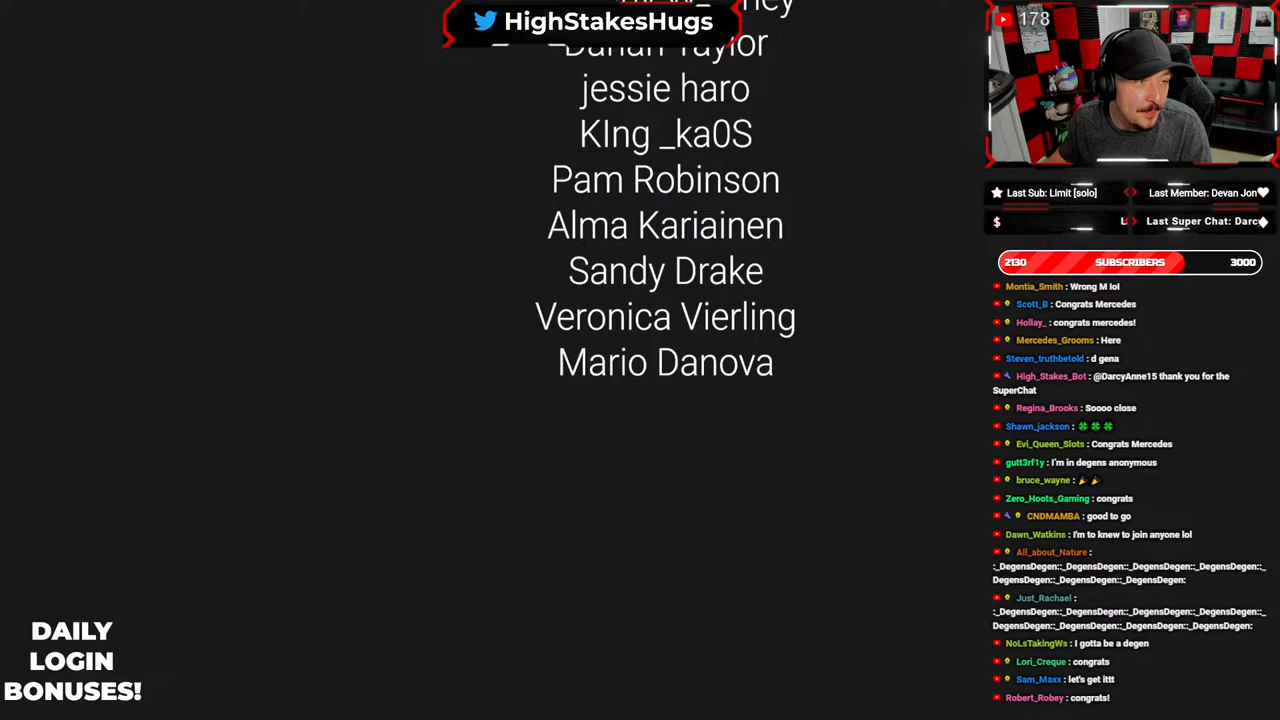 HighStakesHugs
Taylor
jessie haro
KIng _ka0S
Pam Robinson
Alma Kariainen
Sandy Drake
Veronica Vierling
Mario Danova
DAILY
LOGIN
BONUSES!
178
Last Sub: Limit [solo]
Last Member: Devan Jon
$
L
Last Super Chat: Darc
2130
SUBSCRIBERS
3000
Montia_Smith : Wrong M lol
Scott_B : Congrats Mercedes
Hollay_ : congrats mercedes!
Mercedes_Grooms : Here
Steven_truthbetold : d gena
High_Stakes_Bot : @DarcyAnne15 thank you for the
SuperChat
Regina_Brooks : Soooo close
Shawn_jackson : 🍀 🍀 🍀
Evi_Queen_Slots : Congrats Mercedes
gutt3rf1y : I'm in degens anonymous
bruce_wayne : 🎉 🎉
Zero_Hoots_Gaming : congrats
CNDMAMBA : good to go
Dawn_Watkins : I'm to knew to join anyone lol
All_about_Nature :
:_DegensDegen::_DegensDegen::_DegensDegen::_DegensDegen::_
DegensDegen::_DegensDegen::_DegensDegen:
Just_Rachael :
:_DegensDegen::_DegensDegen::_DegensDegen::_DegensDegen::_
DegensDegen::_DegensDegen::_DegensDegen::_DegensDegen:
NoLsTakingWs : I gotta be a degen
Lori_Creque : congrats
Sam_Maxx : let's get ittt
Robert_Robey : congrats!